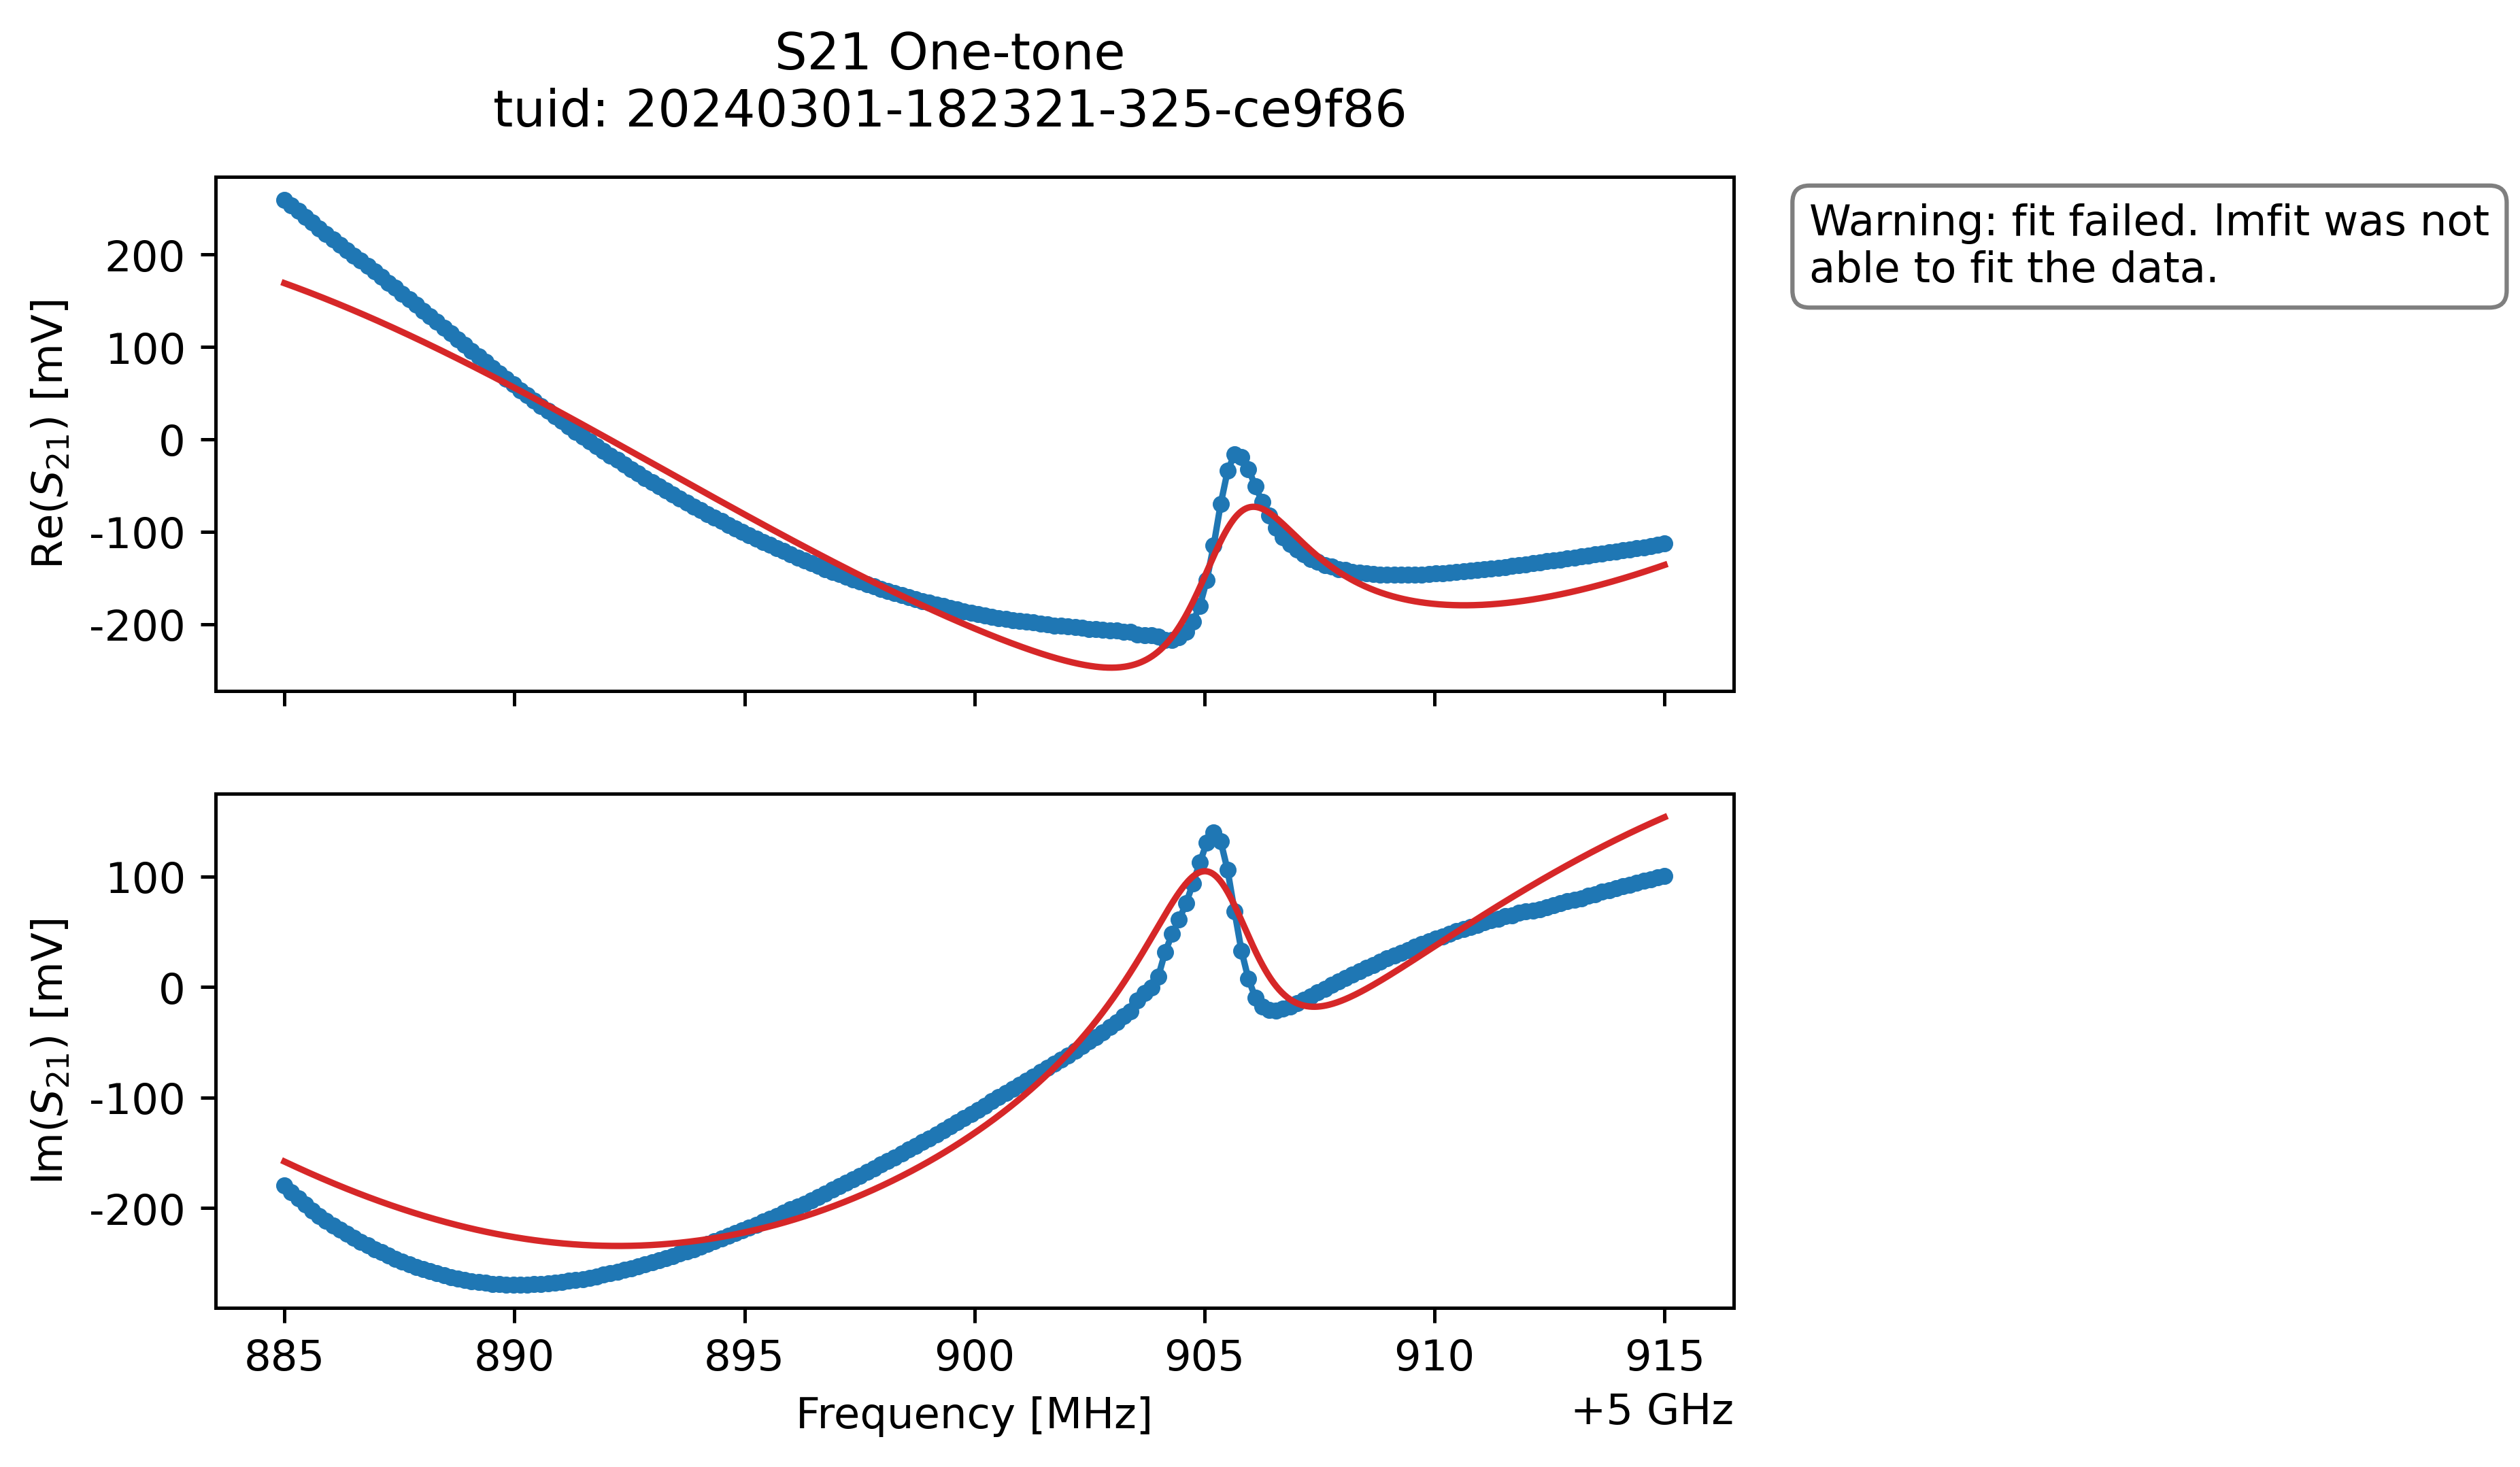 S21 One-tone
tuid: 20240301-182321-325-ce9f86
Warning: fit failed. lmfit was not
able to fit the data.
Re(S21) [mV]
200
100
0
-100
-200
Im(S21) [mV]
100
0
-100
-200
885 890 895 900 905 910 915
Frequency [MHz]
+5 GHz